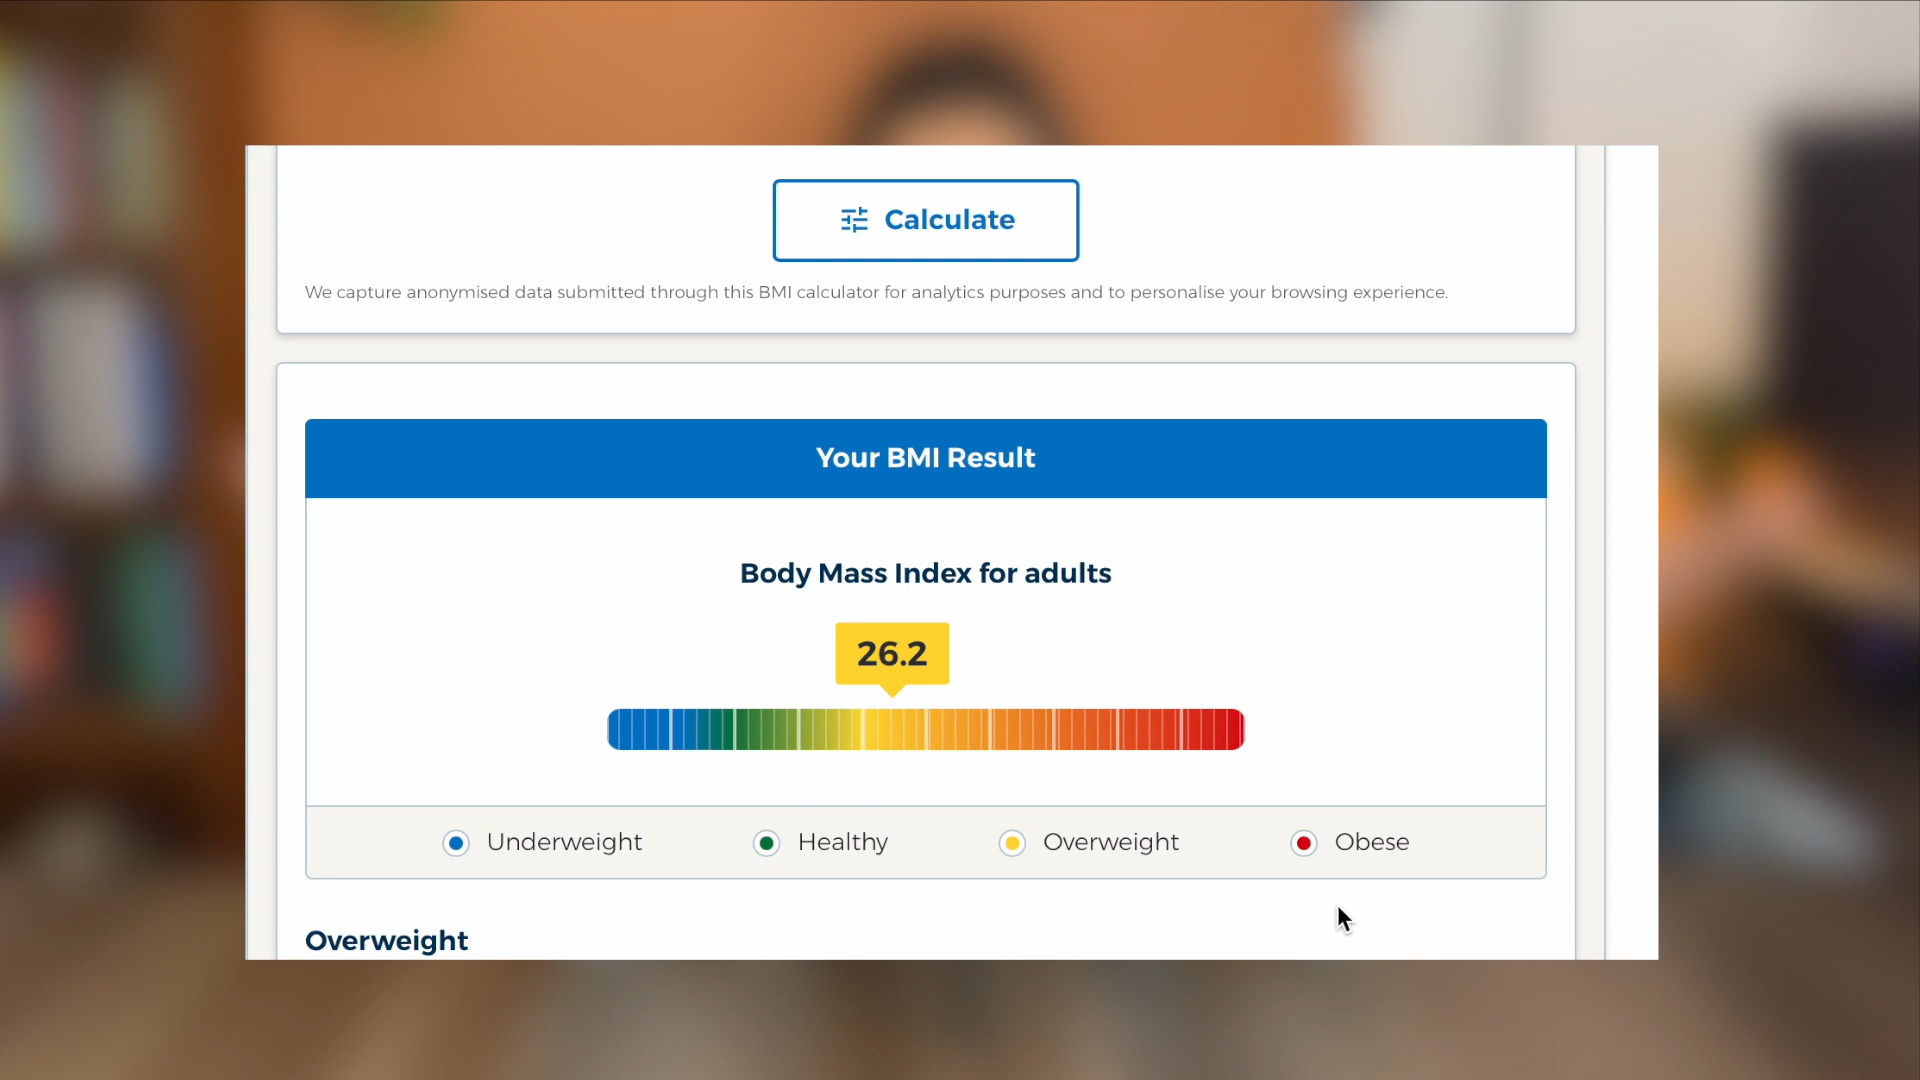 Calculate
We capture anonymised data submitted through this BMI calculator for analytics purposes and to personalise your browsing experience.
Your BMI Result
Body Mass Index for adults
26.2
Underweight Healthy Overweight Obese
Overweight